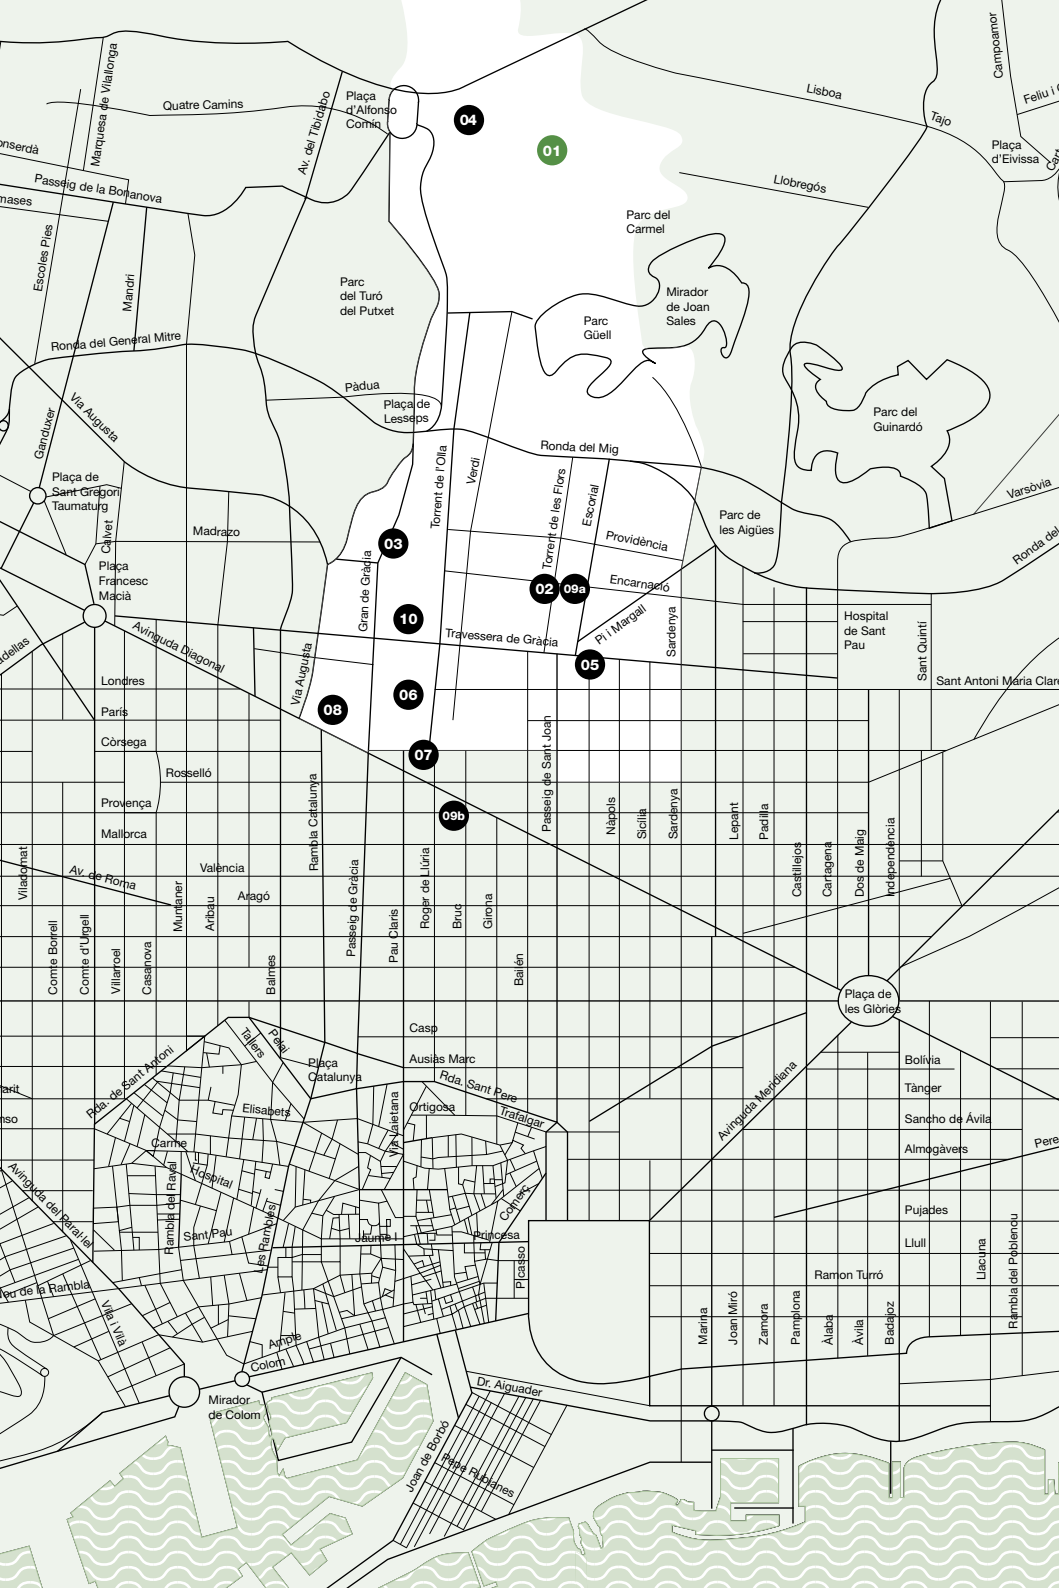 Campoamor
Marquesa de Vilallonga
Quatre Camins
Av. del Tibidabo
Plaça
d'Alfonso
Comín
04
01
Lisboa
Tajo
Plaça
d'Eivissa
Passeig de la Bonanova
Llobregós
Parc del
Carmel
Escoles Pies
Mandri
Parc
del Turó
del Putxet
Mirador
de Joan
Sales
Parc
Güell
Ronda del General Mitre
Pàdua
Plaça de
Lesseps
Via Augusta
Ganduxer
Parc del
Guinardó
Ronda del Mig
Torrent de l'Olla
Verdi
Torrent de les Flors
Escorial
Plaça de
Sant Gregori
Taumaturg
Varsòvia
Calvet
Madrazo
Parc de
les Aigües
03
Providència
Ronda del
Plaça
Francesc
Macià
Gran de Gràcia
02
09a
Encarnació
10
Pi i Margall
Sardenya
Hospital
de Sant
Pau
Sant Quintí
Avinguda Diagonal
Travessera de Gràcia
Via Augusta
05
Londres
06
Sant Antoni Maria Clare
París
08
Còrsega
07
Passeig de Sant Joan
Rosselló
Provença
Rambla Catalunya
09b
Nàpols
Sicília
Sardenya
Lepant
Padilla
Mallorca
Castillejos
Cartagena
Dos de Maig
Independència
Viladomat
Av. de Roma
València
Aragó
Muntaner
Aribau
Passeig de Gràcia
Pau Claris
Roger de Llúria
Bruc
Girona
Comte Borrell
Comte d'Urgell
Villarroel
Casanova
Balmes
Bailén
Plaça de
les Glòries
Casp
Tallers
Pelai
Rda. de Sant Antoni
Plaça
Catalunya
Ausiàs Marc
Bolívia
Rda. Sant Pere
Tànger
Elisabets
Ortigosa
Trafalgar
Via Laietana
Avinguda Meridiana
Sancho de Ávila
Carme
Almogàvers
Pere
Hospital
Avinguda del Paral·lel
Rambla del Raval
Comerç
Pujades
Sant Pau
Les Rambles
Jaume I
Princesa
Llull
Picasso
Llacuna
Rambla del Poblenou
Ramon Turró
Nou de la Rambla
Vila i Vilà
Marina
Joan Miró
Zamora
Pamplona
Àlaba
Àvila
Badajoz
Ample
Colom
Dr. Aiguader
Mirador
de Colom
Joan de Borbó
Pepe Rubianes